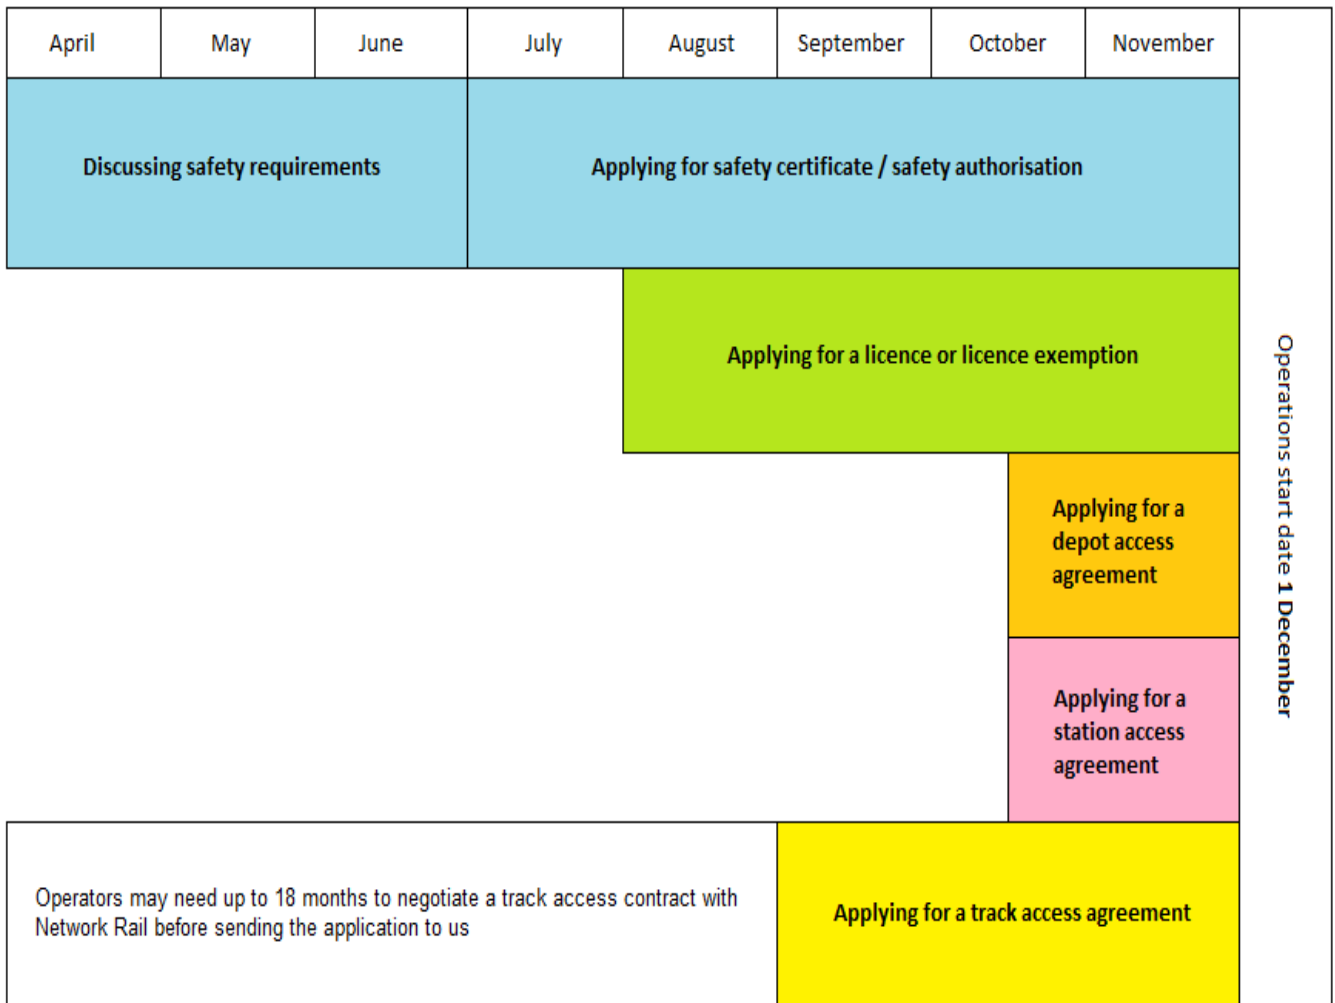 April May June July August September October November
Discussing safety requirements
Applying for safety certificate / safety authorisation
Applying for a licence or licence exemption
Applying for a
depot access
agreement
Applying for a
station access
agreement
Operators may need up to 18 months to negotiate a track access contract with
Network Rail before sending the application to us
Applying for a track access agreement
Operations start date 1 December